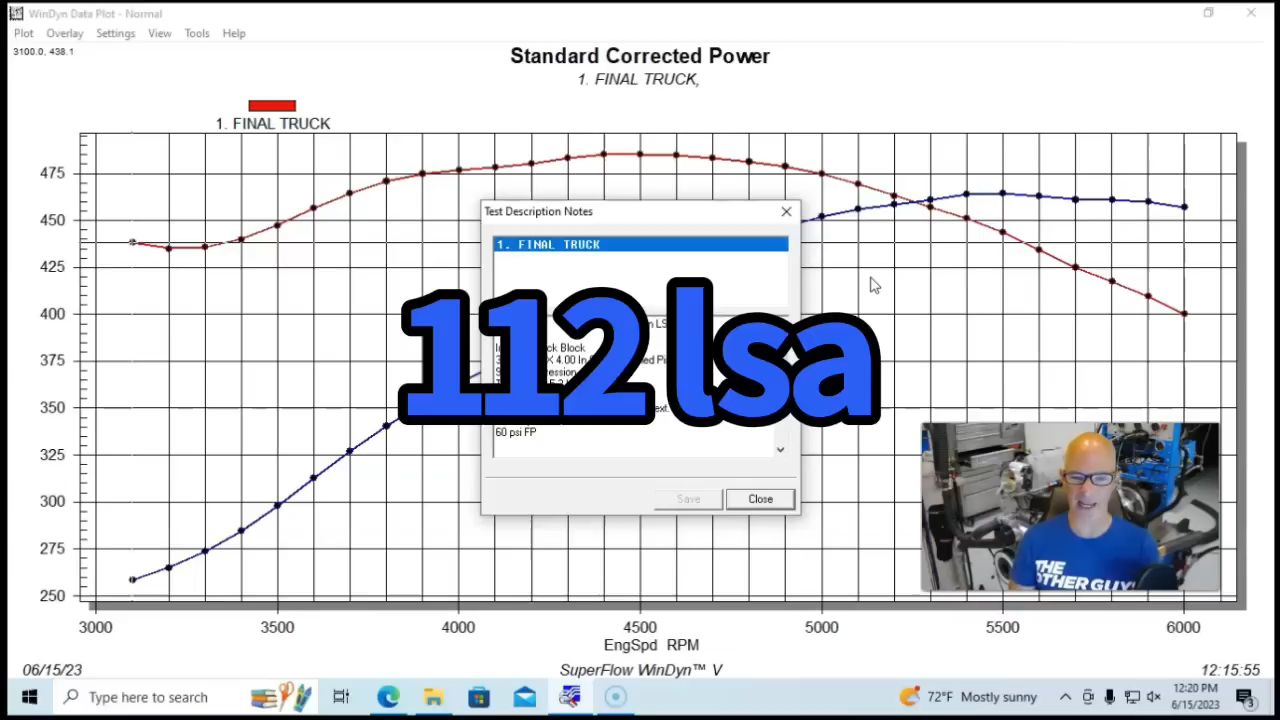 WinDyn Data Plot - Normal
Plot Overlay Settings View Tools Help
3100.0, 438.1
Standard Corrected Power
1. FINAL TRUCK,
1. FINAL TRUCK
475
450
425
400
375
350
325
300
275
250
3000 3500 4000 4500 5000 5500 6000
EngSpd RPM
Test Description Notes
1. FINAL TRUCK
60 psi FP
Save Close
112 lsa
THE
OTHER GUY
06/15/23 SuperFlow WinDyn™ V 12:15:55
Type here to search
72°F Mostly sunny
12:20 PM
6/15/2023
3